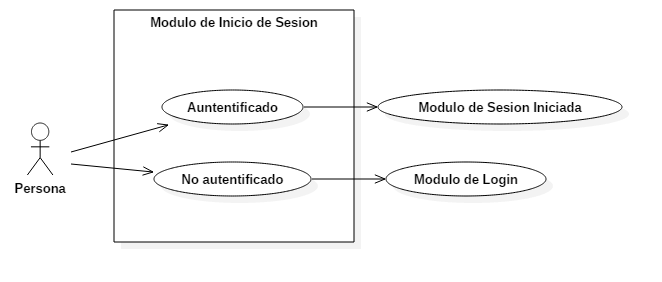 Modulo de Inicio de Sesion
Auntentificado
Modulo de Sesion Iniciada
Persona
No autentificado
Modulo de Login